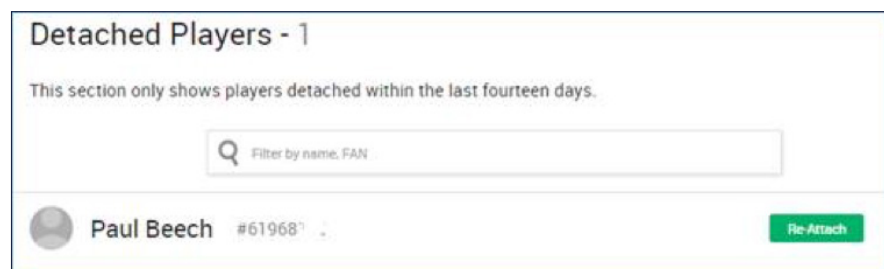 Detached Players - 1
This section only shows players detached within the last fourteen days.
Filter by name, FAN
Paul Beech #61968
Re-Attach